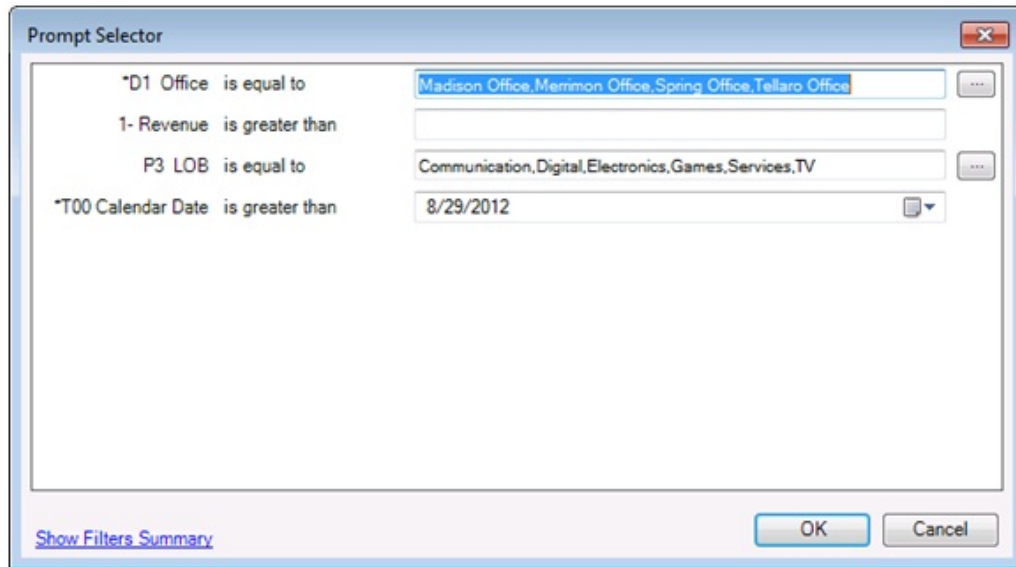 Prompt Selector
*D1 Office is equal to Madison Office,Merrimon Office,Spring Office,Tellaro Office ...
1- Revenue is greater than
P3 LOB is equal to Communication,Digital,Electronics,Games,Services,TV ...
*T00 Calendar Date is greater than 8/29/2012
Show Filters Summary OK Cancel